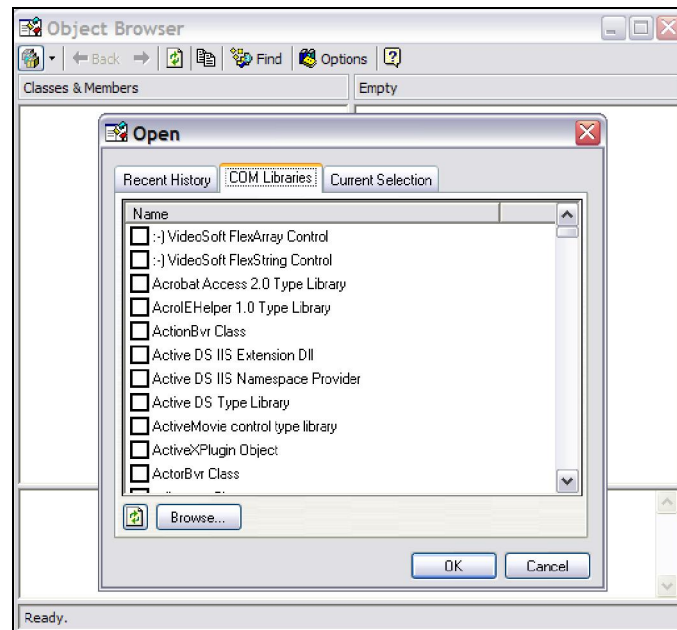 Object Browser
Back Find Options
Classes & Members Empty
Open
Recent History COM Libraries Current Selection
Name
:-) VideoSoft FlexArray Control
:-) VideoSoft FlexString Control
Acrobat Access 2.0 Type Library
AcroIEHelper 1.0 Type Library
ActionBvr Class
Active DS IIS Extension Dll
Active DS IIS Namespace Provider
Active DS Type Library
ActiveMovie control type library
ActiveXPlugin Object
ActorBvr Class
Browse...
OK Cancel
Ready.